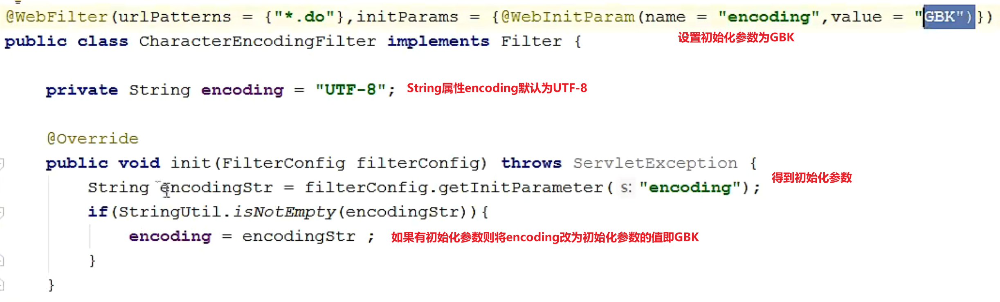 @WebFilter(urlPatterns = {"*.do"},initParams = {@WebInitParam(name = "encoding",value = "GBK")})
设置初始化参数为GBK
public class CharacterEncodingFilter implements Filter {
private String encoding = "UTF-8"; String属性encoding默认为UTF-8
@Override
public void init(FilterConfig filterConfig) throws ServletException {
得到初始化参数
String encodingStr = filterConfig.getInitParameter( s: "encoding");
if(StringUtil.isNotEmpty(encodingStr)){
encoding = encodingStr ; 如果有初始化参数则将encoding改为初始化参数的值即GBK
}
}